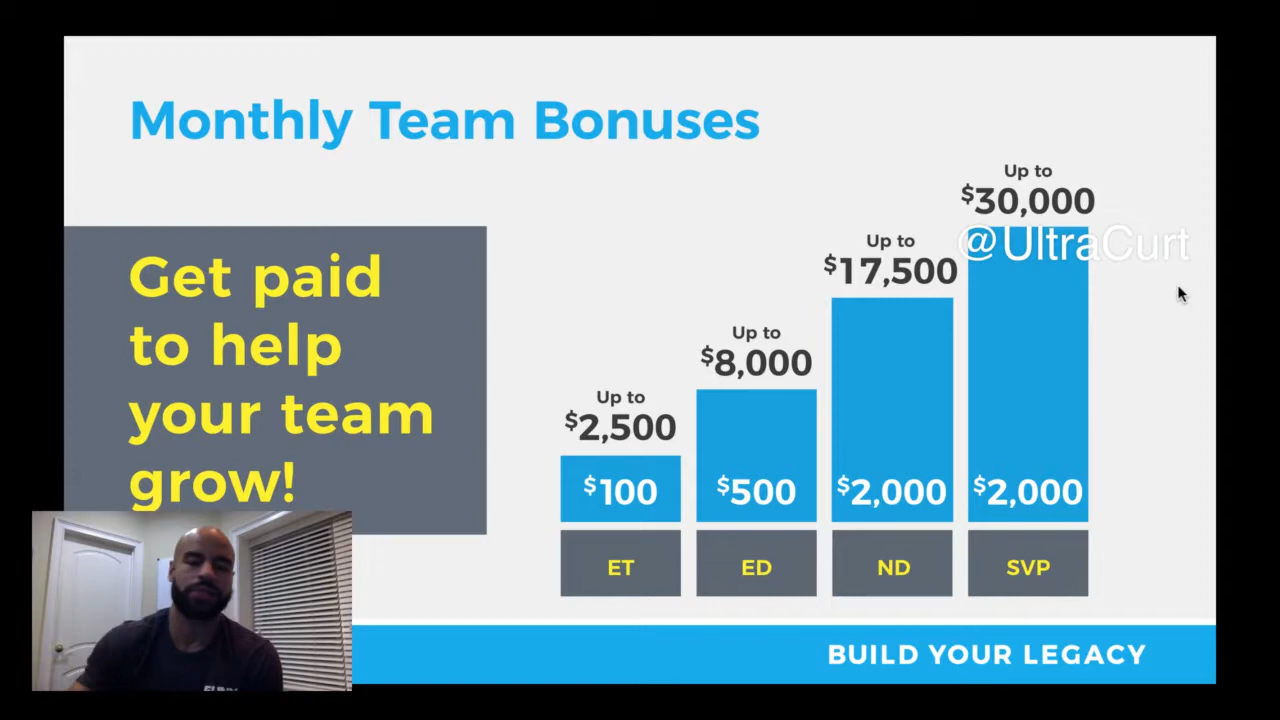 Monthly Team Bonuses
Get paid
to help
your team
grow!
Up to
$2,500
$100
ET
Up to
$8,000
$500
ED
Up to
$17,500
$2,000
ND
Up to
$30,000
$2,000
SVP
@UltraCurt
BUILD YOUR LEGACY